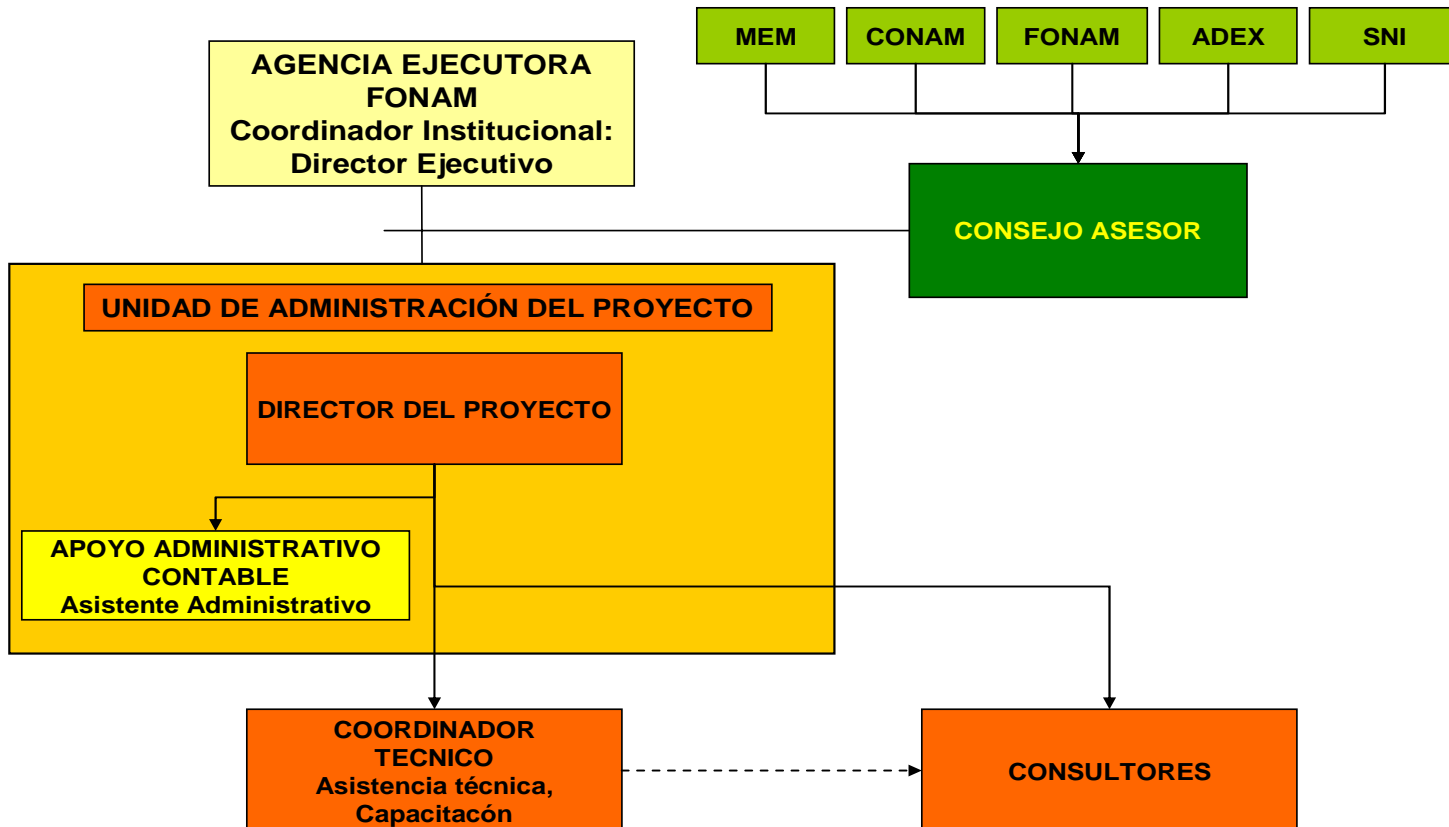 MEM
CONAM
FONAM
ADEX
SNI
AGENCIA EJECUTORA
FONAM
Coordinador Institucional:
Director Ejecutivo
CONSEJO ASESOR
UNIDAD DE ADMINISTRACIÓN DEL PROYECTO
DIRECTOR DEL PROYECTO
APOYO ADMINISTRATIVO
CONTABLE
Asistente Administrativo
COORDINADOR
TECNICO
Asistencia técnica,
Capacitacón
CONSULTORES